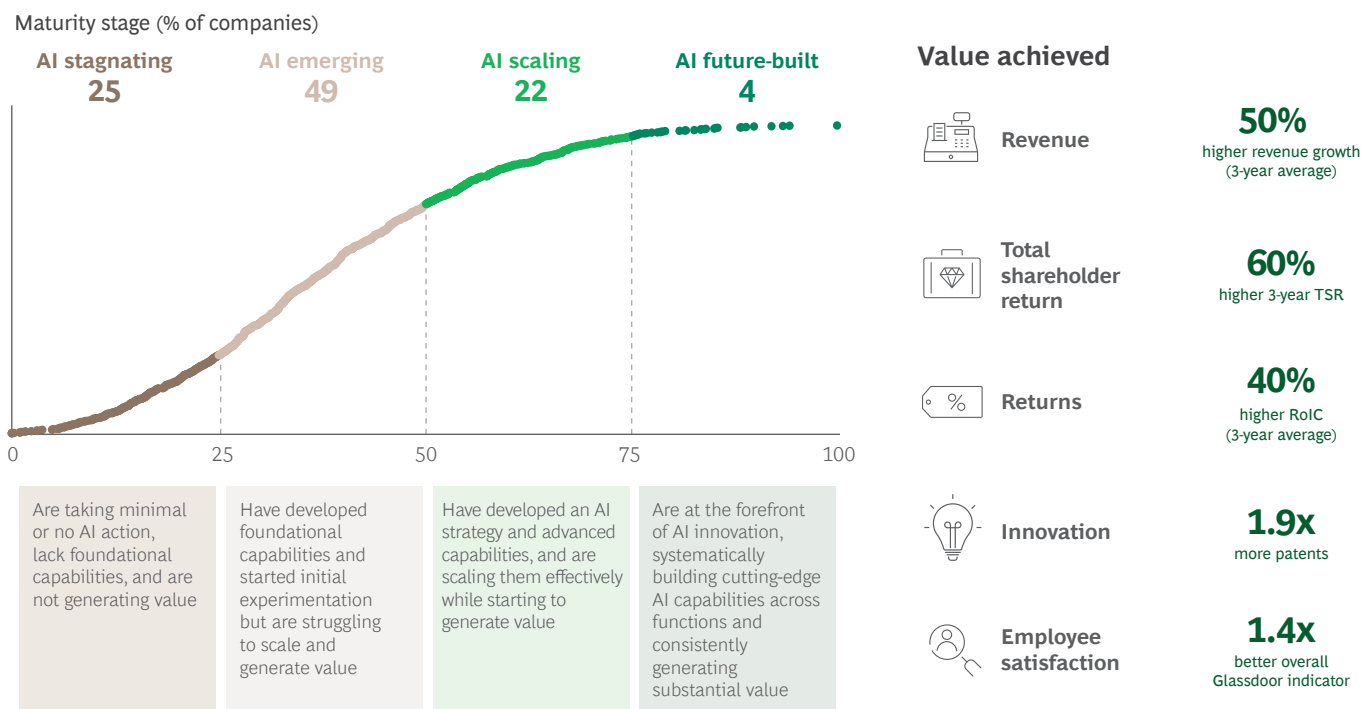 Maturity stage (% of companies)
AI stagnating
25
AI emerging
49
AI scaling
22
AI future-built
4
0
25
50
75
100
Are taking minimal
or no AI action,
lack foundational
capabilities, and are
not generating value
Have developed
foundational
capabilities and
started initial
experimentation
but are struggling
to scale and
generate value
Have developed an AI
strategy and advanced
capabilities, and are
scaling them effectively
while starting to
generate value
Are at the forefront
of AI innovation,
systematically
building cutting-edge
AI capabilities across
functions and
consistently
generating
substantial value
Value achieved
Revenue
50%
higher revenue growth
(3-year average)
Total
shareholder
return
60%
higher 3-year TSR
%
Returns
40%
higher RoIC
(3-year average)
Innovation
1.9x
more patents
Employee
satisfaction
1.4x
better overall
Glassdoor indicator